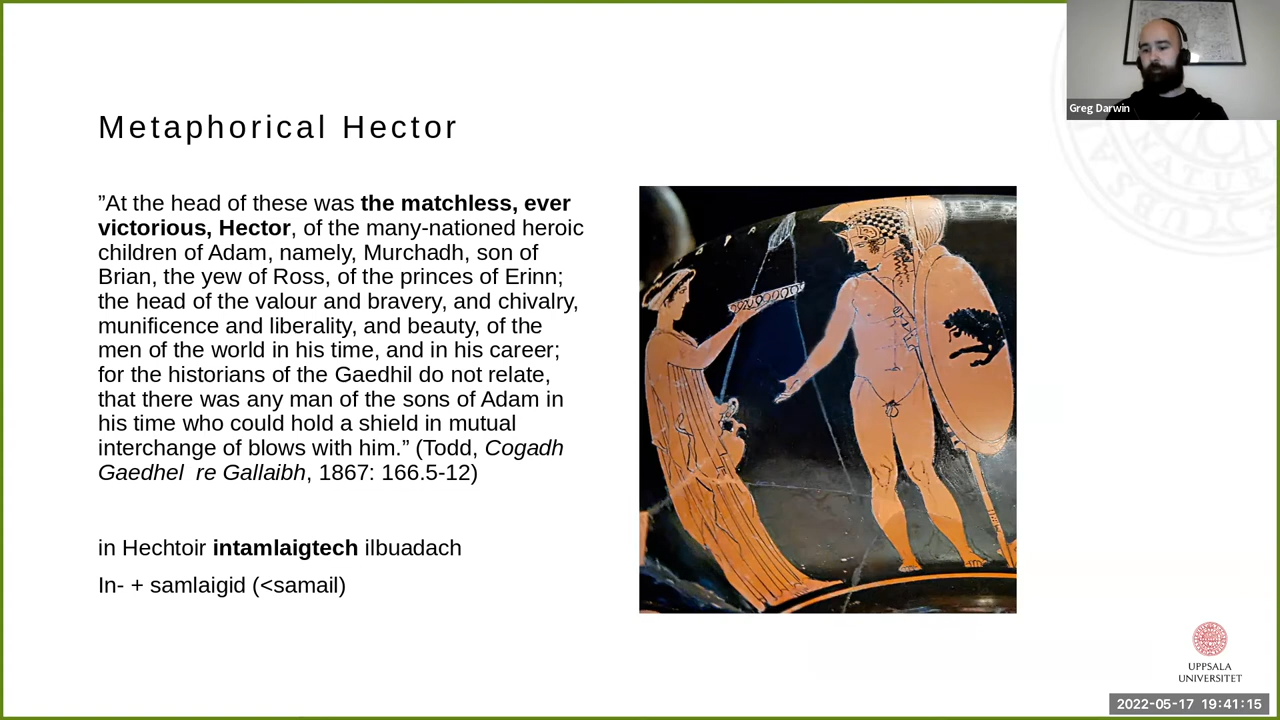 Greg Darwin
Metaphorical Hector
”At the head of these was the matchless, ever
victorious, Hector, of the many-nationed heroic
children of Adam, namely, Murchadh, son of
Brian, the yew of Ross, of the princes of Erinn;
the head of the valour and bravery, and chivalry,
munificence and liberality, and beauty, of the
men of the world in his time, and in his career;
for the historians of the Gaedhil do not relate,
that there was any man of the sons of Adam in
his time who could hold a shield in mutual
interchange of blows with him.” (Todd, Cogadh
Gaedhel re Gallaibh, 1867: 166.5-12)
in Hechtoir intamlaigtech ilbuadach
In- + samlaigid (<samail)
UPPSALA
UNIVERSITET
2022-05-17 19:41:15